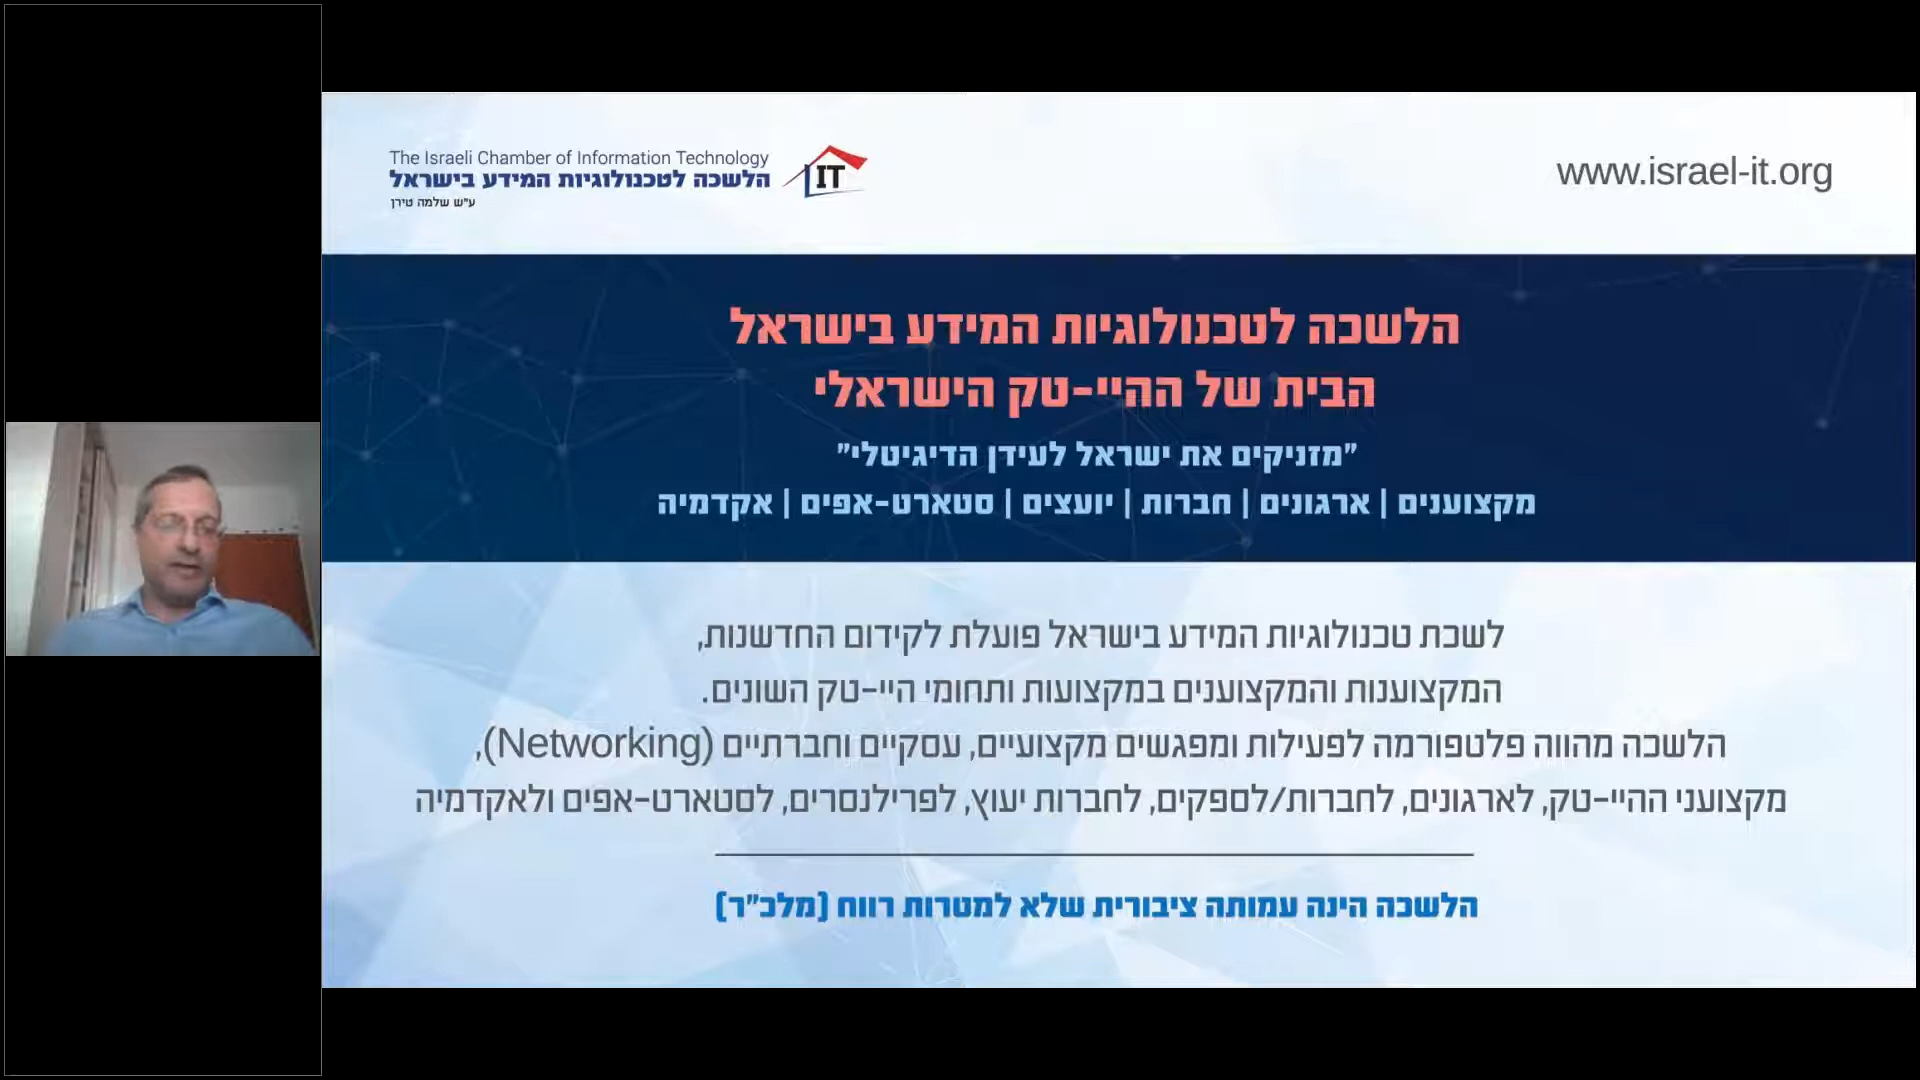 The Israeli Chamber of Information Technology
הלשכה לטכנולוגיות המידע בישראל
ע"ש שלמה טירן
IT
www.israel-it.org
הלשכה לטכנולוגיות המידע בישראל
הבית של ההיי-טק הישראלי
"מזניקים את ישראל לעידן הדיגיטלי"
מקצוענים | ארגונים | חברות | יועצים | סטארט-אפים | אקדמיה
לשכת טכנולוגיות המידע בישראל פועלת לקידום החדשנות,
המקצוענות והמקצוענים במקצועות ותחומי היי-טק השונים.
הלשכה מהווה פלטפורמה לפעילות ומפגשים מקצועיים, עסקיים וחברתיים (Networking),
מקצועני ההיי-טק, לארגונים, לחברות/לספקים, לחברות יעוץ, לפרילנסרים, לסטארט-אפים ולאקדמיה
הלשכה הינה עמותה ציבורית שלא למטרות רווח (מלכ"ר)